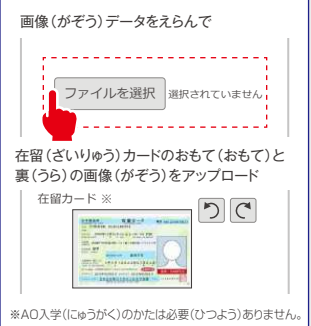 画像(がぞう)データをえらんで
ファイルを選択 選択されていません
在留(ざいりゅう)カードのおもて(おもて)と
裏(うら)の画像(がぞう)をアップロード
在留カード ※
※AO入学(にゅうがく)のかたは必要(ひつよう)ありません。